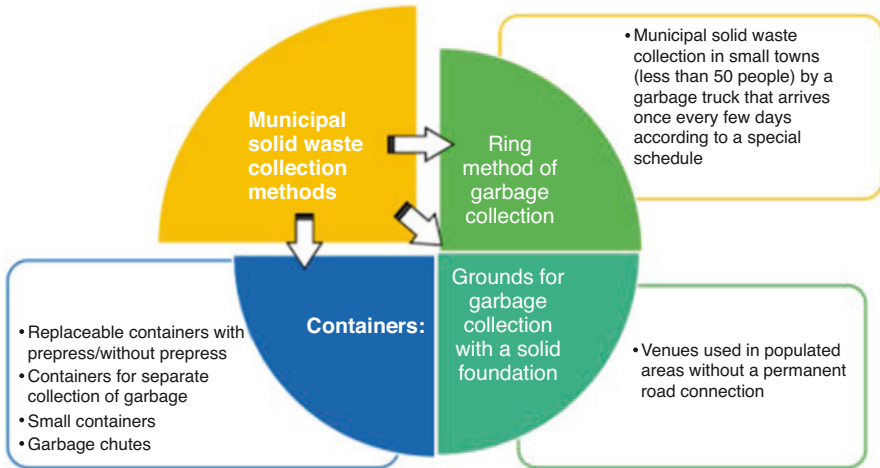 Municipal
solid waste
collection
methods
Ring
method of
garbage
collection
• Municipal solid waste
collection in small towns
(less than 50 people) by a
garbage truck that arrives
once every few days
according to a special
schedule
Containers:
• Replaceable containers with
prepress/without prepress
• Containers for separate
collection of garbage
• Small containers
• Garbage chutes
Grounds for
garbage
collection
with a solid
foundation
• Venues used in populated
areas without a permanent
road connection